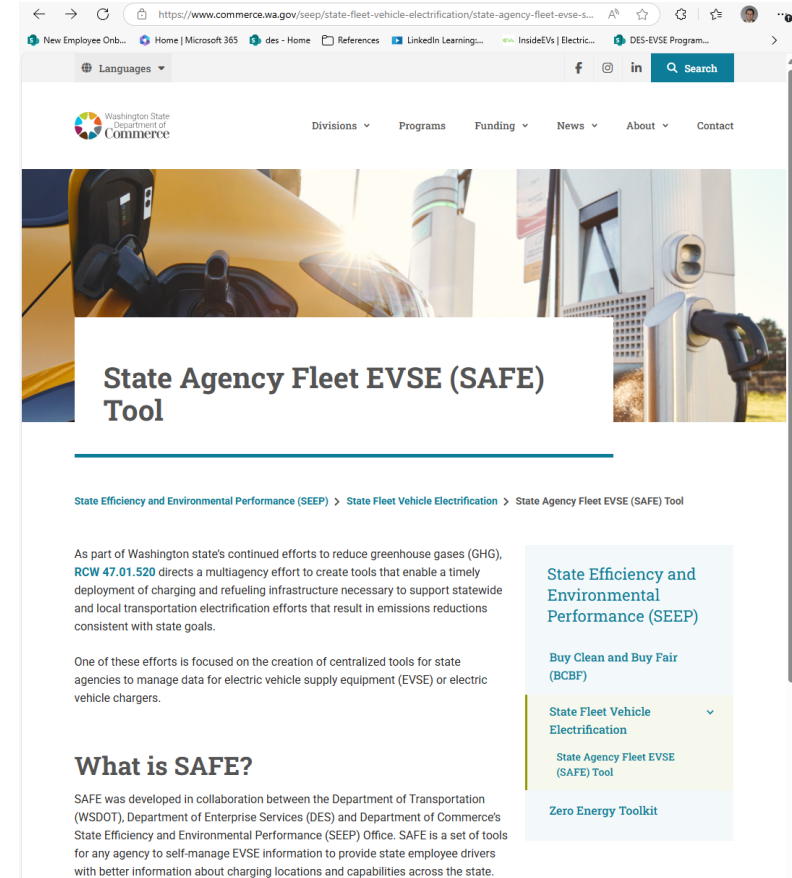 https://www.commerce.wa.gov/seep/state-fleet-vehicle-electrification/state-agency-fleet-evse-s...
New Employee Onb...
Home | Microsoft 365
des - Home
References
LinkedIn Learning:...
InsideEVs | Electric...
DES-EVSE Program...
Languages
Search
Washington State
Department of
Commerce
Divisions
Programs
Funding
News
About
Contact
State Agency Fleet EVSE (SAFE)
Tool
State Efficiency and Environmental Performance (SEEP) > State Fleet Vehicle Electrification > State Agency Fleet EVSE (SAFE) Tool
As part of Washington state's continued efforts to reduce greenhouse gases (GHG),
RCW 47.01.520 directs a multiagency effort to create tools that enable a timely
deployment of charging and refueling infrastructure necessary to support statewide
and local transportation electrification efforts that result in emissions reductions
consistent with state goals.
One of these efforts is focused on the creation of centralized tools for state
agencies to manage data for electric vehicle supply equipment (EVSE) or electric
vehicle chargers.
What is SAFE?
SAFE was developed in collaboration between the Department of Transportation
(WSDOT), Department of Enterprise Services (DES) and Department of Commerce's
State Efficiency and Environmental Performance (SEEP) Office. SAFE is a set of tools
for any agency to self-manage EVSE information to provide state employee drivers
with better information about charging locations and capabilities across the state.
State Efficiency and
Environmental
Performance (SEEP)
Buy Clean and Buy Fair
(BCBF)
State Fleet Vehicle
Electrification
State Agency Fleet EVSE
(SAFE) Tool
Zero Energy Toolkit